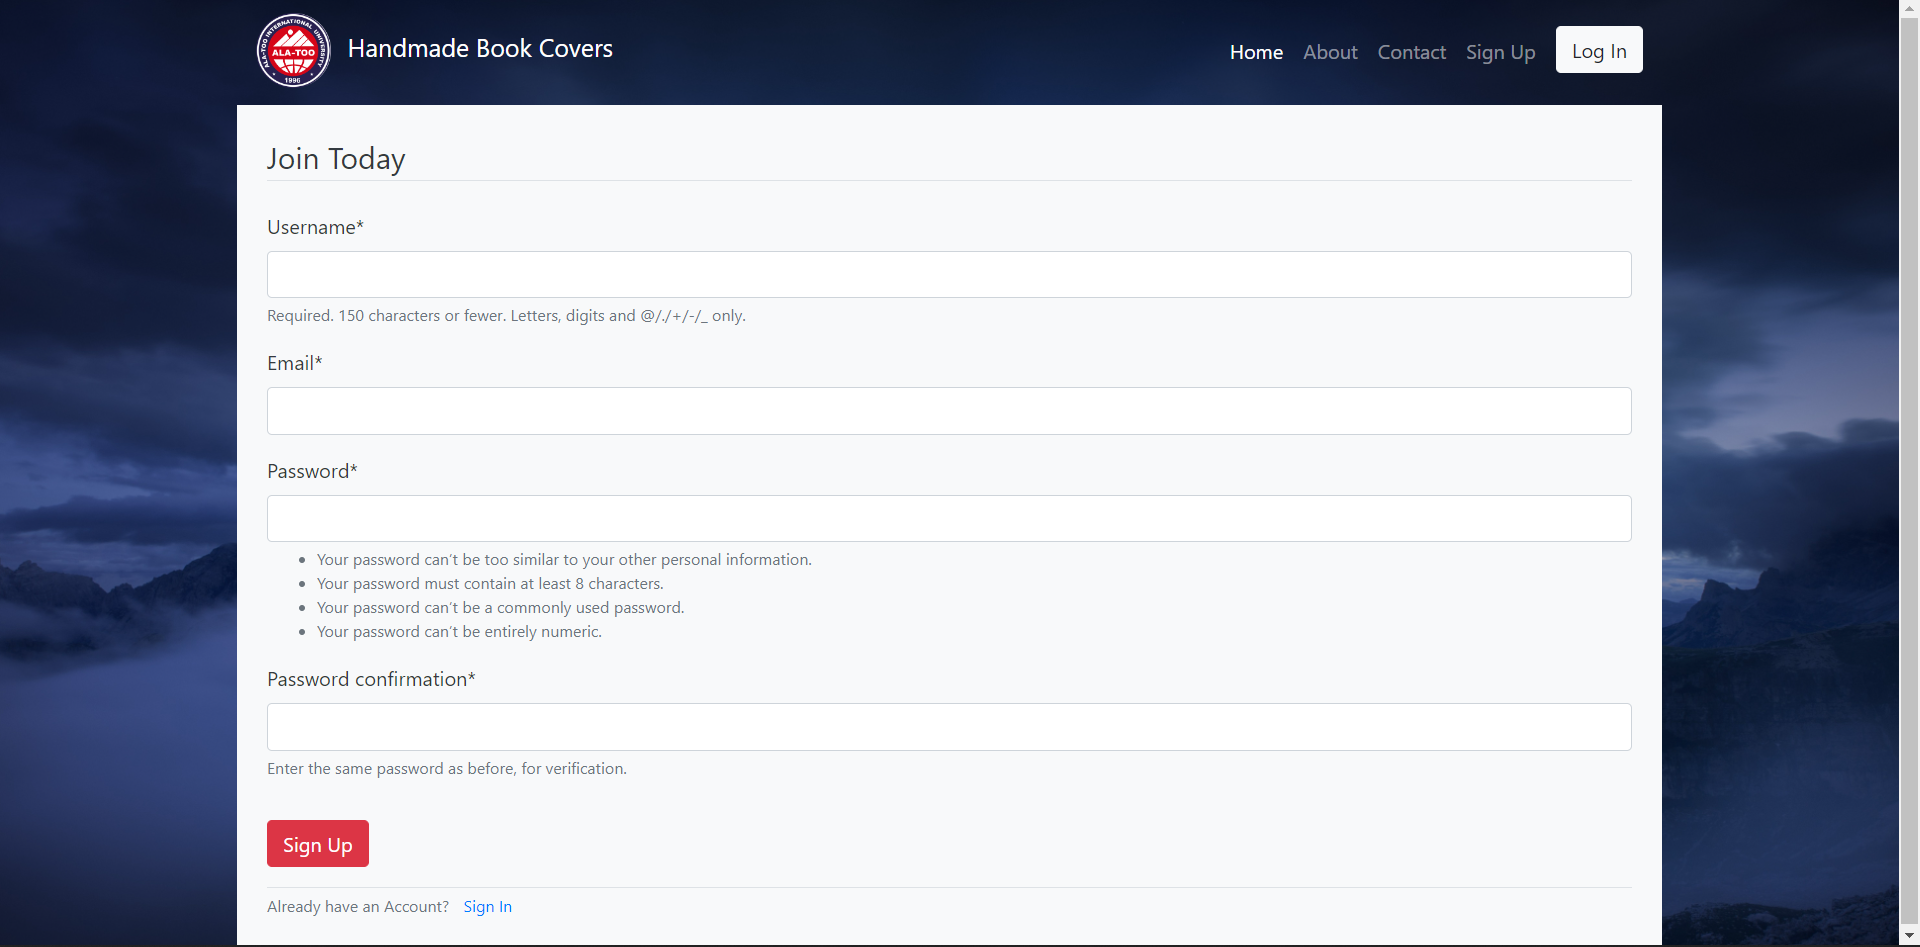 ALA-TOO INTERNATIONAL UNIVERSITY
ALA-TOO
1996
Handmade Book Covers
Home About Contact Sign Up Log In
Join Today
Username*
Required. 150 characters or fewer. Letters, digits and @/./+/-/_ only.
Email*
Password*
• Your password can't be too similar to your other personal information.
• Your password must contain at least 8 characters.
• Your password can't be a commonly used password.
• Your password can't be entirely numeric.
Password confirmation*
Enter the same password as before, for verification.
Sign Up
Already have an Account? Sign In